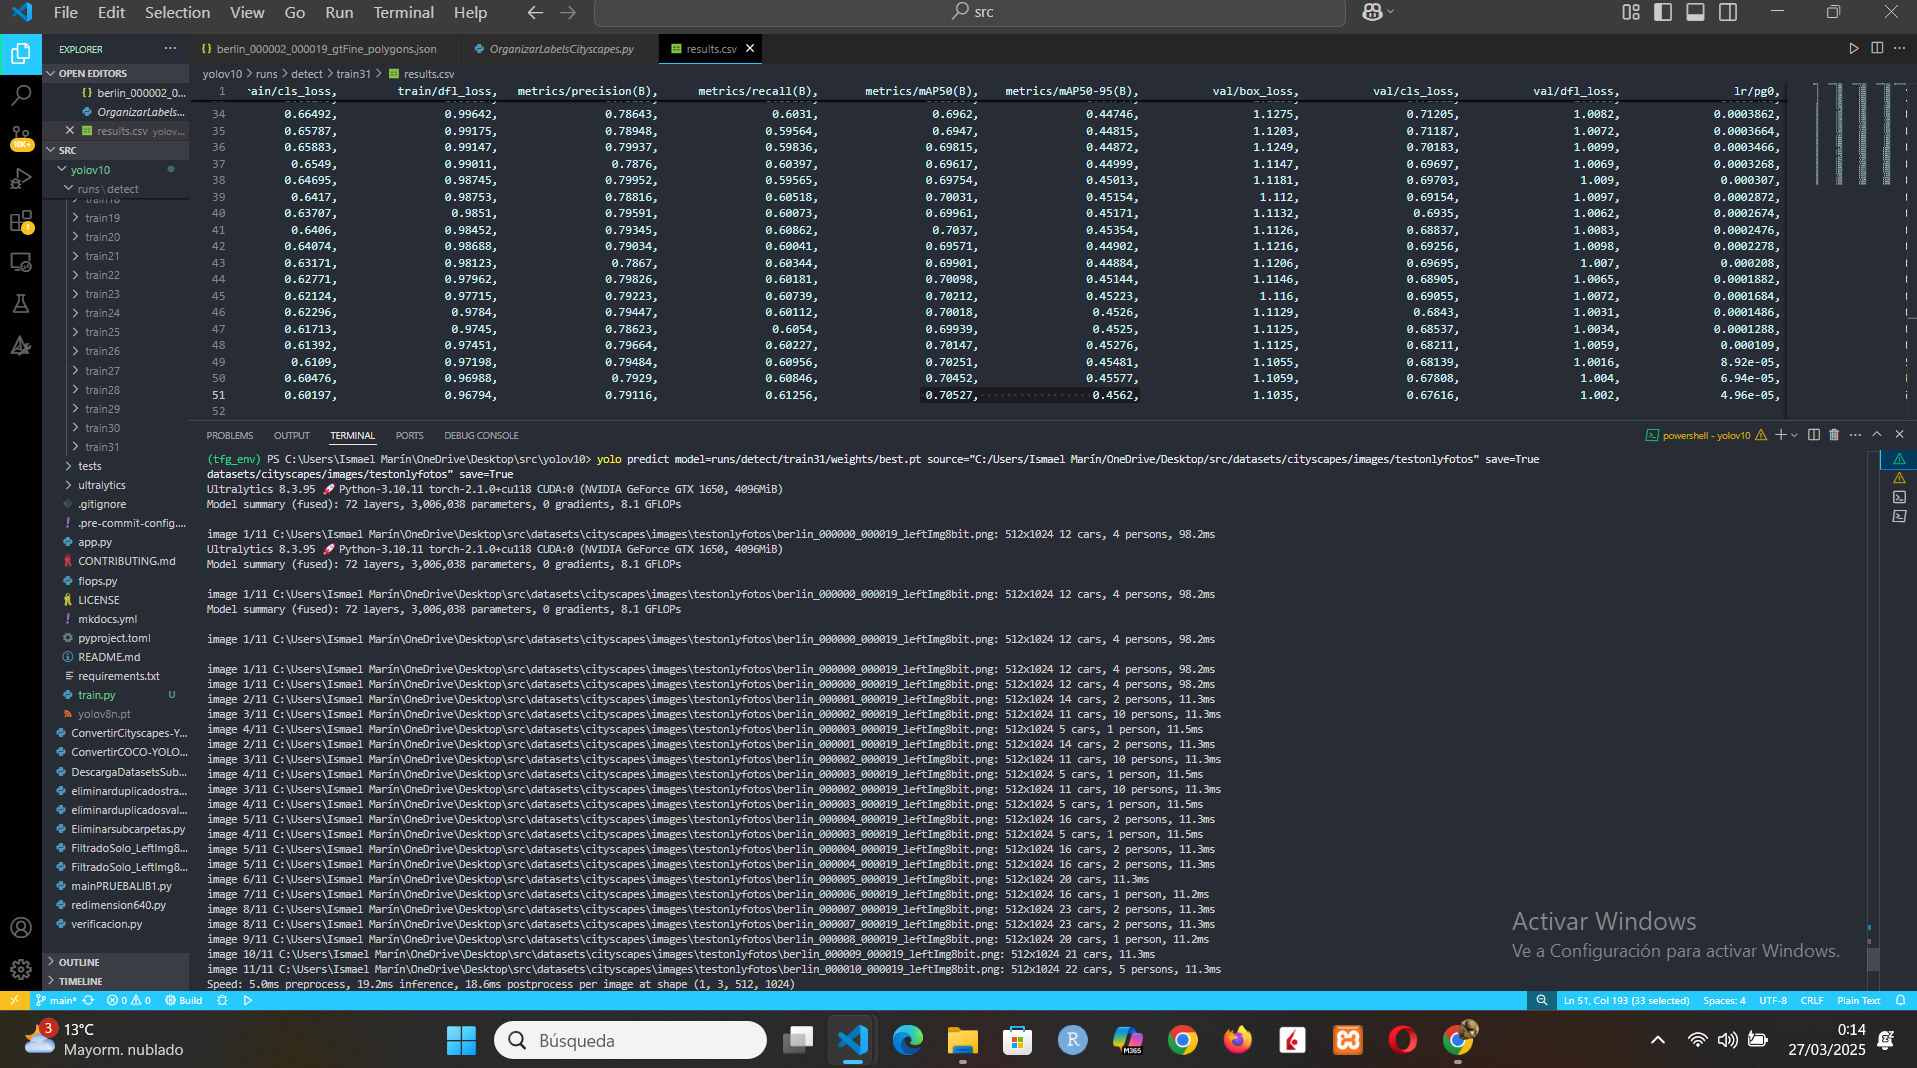 File Edit Selection View Go Run Terminal Help src
EXPLORER
berlin_000002_000019_gtFine_polygons.json OrganizarLabelsCityscapes.py results.csv
OPEN EDITORS
berlin_000002_0...
OrganizarLabels...
results.csv yolov...
SRC
yolov10
runs\detect
train18
train19
train20
train21
train22
train23
train24
train25
train26
train27
train28
train29
train30
train31
tests
ultralytics
.gitignore
.pre-commit-config....
app.py
CONTRIBUTING.md
flops.py
LICENSE
mkdocs.yml
pyproject.toml
README.md
requirements.txt
train.py U
yolov8n.pt
ConvertirCityscapes-Y...
ConvertirCOCO-YOLO...
DescargaDatasetsSub...
eliminarduplicadostra...
eliminarduplicadosval...
Eliminarsubcarpetas.py
FiltradoSolo_LeftImg8...
FiltradoSolo_LeftImg8...
mainPRUEBALIB1.py
redimension640.py
verificacion.py
OUTLINE
TIMELINE
yolov10 > runs > detect > train31 > results.csv
1 ain/cls_loss, train/dfl_loss, metrics/precision(B), metrics/recall(B), metrics/mAP50(B), metrics/mAP50-95(B), val/box_loss, val/cls_loss, val/dfl_loss, lr/pg0,
34 0.66492, 0.99642, 0.78643, 0.6031, 0.6962, 0.44746, 1.1275, 0.71205, 1.0082, 0.0003862,
35 0.65787, 0.99175, 0.78948, 0.59564, 0.6947, 0.44815, 1.1203, 0.71187, 1.0072, 0.0003664,
36 0.65883, 0.99147, 0.79937, 0.59836, 0.69815, 0.44872, 1.1249, 0.70183, 1.0099, 0.0003466,
37 0.6549, 0.99011, 0.7876, 0.60397, 0.69617, 0.44999, 1.1147, 0.69697, 1.0069, 0.0003268,
38 0.64695, 0.98745, 0.79952, 0.59565, 0.69754, 0.45013, 1.1181, 0.69703, 1.009, 0.000307,
39 0.6417, 0.98753, 0.78816, 0.60518, 0.70031, 0.45154, 1.112, 0.69154, 1.0097, 0.0002872,
40 0.63707, 0.9851, 0.79591, 0.60073, 0.69961, 0.45171, 1.1132, 0.6935, 1.0062, 0.0002674,
41 0.6406, 0.98452, 0.79345, 0.60862, 0.7037, 0.45354, 1.1126, 0.68837, 1.0083, 0.0002476,
42 0.64074, 0.98688, 0.79034, 0.60041, 0.69571, 0.44902, 1.1216, 0.69256, 1.0098, 0.0002278,
43 0.63171, 0.98123, 0.7867, 0.60344, 0.69901, 0.44884, 1.1206, 0.69695, 1.007, 0.000208,
44 0.62771, 0.97962, 0.79826, 0.60181, 0.70098, 0.45144, 1.1146, 0.68905, 1.0065, 0.0001882,
45 0.62124, 0.97715, 0.79223, 0.60739, 0.70212, 0.45223, 1.116, 0.69055, 1.0072, 0.0001684,
46 0.62296, 0.9784, 0.79447, 0.60112, 0.70018, 0.4526, 1.1129, 0.6843, 1.0031, 0.0001486,
47 0.61713, 0.9745, 0.78623, 0.6054, 0.69939, 0.4525, 1.1125, 0.68537, 1.0034, 0.0001288,
48 0.61392, 0.97451, 0.79664, 0.60227, 0.70147, 0.45276, 1.1125, 0.68211, 1.0059, 0.000109,
49 0.6109, 0.97198, 0.79484, 0.60956, 0.70251, 0.45481, 1.1055, 0.68139, 1.0016, 8.92e-05,
50 0.60476, 0.96988, 0.7929, 0.60846, 0.70452, 0.45577, 1.1059, 0.67808, 1.004, 6.94e-05,
51 0.60197, 0.96794, 0.79116, 0.61256, 0.70527, 0.4562, 1.1035, 0.67616, 1.002, 4.96e-05,
52
PROBLEMS OUTPUT TERMINAL PORTS DEBUG CONSOLE powershell - yolov10
(tfg_env) PS C:\Users\Ismael Marín\OneDrive\Desktop\src\yolov10> yolo predict model=runs/detect/train31/weights/best.pt source="C:/Users/Ismael Marín/OneDrive/Desktop/src/datasets/cityscapes/images/testonlyfotos" save=True
datasets/cityscapes/images/testonlyfotos" save=True
Ultralytics 8.3.95 🚀 Python-3.10.11 torch-2.1.0+cu118 CUDA:0 (NVIDIA GeForce GTX 1650, 4096MiB)
Model summary (fused): 72 layers, 3,006,038 parameters, 0 gradients, 8.1 GFLOPs
image 1/11 C:\Users\Ismael Marín\OneDrive\Desktop\src\datasets\cityscapes\images\testonlyfotos\berlin_000000_000019_leftImg8bit.png: 512x1024 12 cars, 4 persons, 98.2ms
Ultralytics 8.3.95 🚀 Python-3.10.11 torch-2.1.0+cu118 CUDA:0 (NVIDIA GeForce GTX 1650, 4096MiB)
Model summary (fused): 72 layers, 3,006,038 parameters, 0 gradients, 8.1 GFLOPs
image 1/11 C:\Users\Ismael Marín\OneDrive\Desktop\src\datasets\cityscapes\images\testonlyfotos\berlin_000000_000019_leftImg8bit.png: 512x1024 12 cars, 4 persons, 98.2ms
Model summary (fused): 72 layers, 3,006,038 parameters, 0 gradients, 8.1 GFLOPs
image 1/11 C:\Users\Ismael Marín\OneDrive\Desktop\src\datasets\cityscapes\images\testonlyfotos\berlin_000000_000019_leftImg8bit.png: 512x1024 12 cars, 4 persons, 98.2ms
image 1/11 C:\Users\Ismael Marín\OneDrive\Desktop\src\datasets\cityscapes\images\testonlyfotos\berlin_000000_000019_leftImg8bit.png: 512x1024 12 cars, 4 persons, 98.2ms
image 1/11 C:\Users\Ismael Marín\OneDrive\Desktop\src\datasets\cityscapes\images\testonlyfotos\berlin_000000_000019_leftImg8bit.png: 512x1024 12 cars, 4 persons, 98.2ms
image 2/11 C:\Users\Ismael Marín\OneDrive\Desktop\src\datasets\cityscapes\images\testonlyfotos\berlin_000001_000019_leftImg8bit.png: 512x1024 14 cars, 2 persons, 11.3ms
image 3/11 C:\Users\Ismael Marín\OneDrive\Desktop\src\datasets\cityscapes\images\testonlyfotos\berlin_000002_000019_leftImg8bit.png: 512x1024 11 cars, 10 persons, 11.3ms
image 4/11 C:\Users\Ismael Marín\OneDrive\Desktop\src\datasets\cityscapes\images\testonlyfotos\berlin_000003_000019_leftImg8bit.png: 512x1024 5 cars, 1 person, 11.5ms
image 2/11 C:\Users\Ismael Marín\OneDrive\Desktop\src\datasets\cityscapes\images\testonlyfotos\berlin_000001_000019_leftImg8bit.png: 512x1024 14 cars, 2 persons, 11.3ms
image 3/11 C:\Users\Ismael Marín\OneDrive\Desktop\src\datasets\cityscapes\images\testonlyfotos\berlin_000002_000019_leftImg8bit.png: 512x1024 11 cars, 10 persons, 11.3ms
image 4/11 C:\Users\Ismael Marín\OneDrive\Desktop\src\datasets\cityscapes\images\testonlyfotos\berlin_000003_000019_leftImg8bit.png: 512x1024 5 cars, 1 person, 11.5ms
image 3/11 C:\Users\Ismael Marín\OneDrive\Desktop\src\datasets\cityscapes\images\testonlyfotos\berlin_000002_000019_leftImg8bit.png: 512x1024 11 cars, 10 persons, 11.3ms
image 4/11 C:\Users\Ismael Marín\OneDrive\Desktop\src\datasets\cityscapes\images\testonlyfotos\berlin_000003_000019_leftImg8bit.png: 512x1024 5 cars, 1 person, 11.5ms
image 5/11 C:\Users\Ismael Marín\OneDrive\Desktop\src\datasets\cityscapes\images\testonlyfotos\berlin_000004_000019_leftImg8bit.png: 512x1024 16 cars, 2 persons, 11.3ms
image 4/11 C:\Users\Ismael Marín\OneDrive\Desktop\src\datasets\cityscapes\images\testonlyfotos\berlin_000003_000019_leftImg8bit.png: 512x1024 5 cars, 1 person, 11.5ms
image 5/11 C:\Users\Ismael Marín\OneDrive\Desktop\src\datasets\cityscapes\images\testonlyfotos\berlin_000004_000019_leftImg8bit.png: 512x1024 16 cars, 2 persons, 11.3ms
image 5/11 C:\Users\Ismael Marín\OneDrive\Desktop\src\datasets\cityscapes\images\testonlyfotos\berlin_000004_000019_leftImg8bit.png: 512x1024 16 cars, 2 persons, 11.3ms
image 6/11 C:\Users\Ismael Marín\OneDrive\Desktop\src\datasets\cityscapes\images\testonlyfotos\berlin_000005_000019_leftImg8bit.png: 512x1024 20 cars, 11.3ms
image 7/11 C:\Users\Ismael Marín\OneDrive\Desktop\src\datasets\cityscapes\images\testonlyfotos\berlin_000006_000019_leftImg8bit.png: 512x1024 16 cars, 1 person, 11.2ms
image 8/11 C:\Users\Ismael Marín\OneDrive\Desktop\src\datasets\cityscapes\images\testonlyfotos\berlin_000007_000019_leftImg8bit.png: 512x1024 23 cars, 2 persons, 11.3ms
image 8/11 C:\Users\Ismael Marín\OneDrive\Desktop\src\datasets\cityscapes\images\testonlyfotos\berlin_000007_000019_leftImg8bit.png: 512x1024 23 cars, 2 persons, 11.3ms
image 9/11 C:\Users\Ismael Marín\OneDrive\Desktop\src\datasets\cityscapes\images\testonlyfotos\berlin_000008_000019_leftImg8bit.png: 512x1024 20 cars, 1 person, 11.2ms
image 10/11 C:\Users\Ismael Marín\OneDrive\Desktop\src\datasets\cityscapes\images\testonlyfotos\berlin_000009_000019_leftImg8bit.png: 512x1024 21 cars, 11.3ms
image 11/11 C:\Users\Ismael Marín\OneDrive\Desktop\src\datasets\cityscapes\images\testonlyfotos\berlin_000010_000019_leftImg8bit.png: 512x1024 22 cars, 5 persons, 11.3ms
Speed: 5.0ms preprocess, 19.2ms inference, 18.6ms postprocess per image at shape (1, 3, 512, 1024)
Activar Windows
Ve a Configuración para activar Windows.
main* 0 0 Build Ln 51, Col 193 (33 selected) Spaces: 4 UTF-8 CRLF Plain Text
3 13°C
Mayorm. nublado
Búsqueda
M365
0:14
27/03/2025